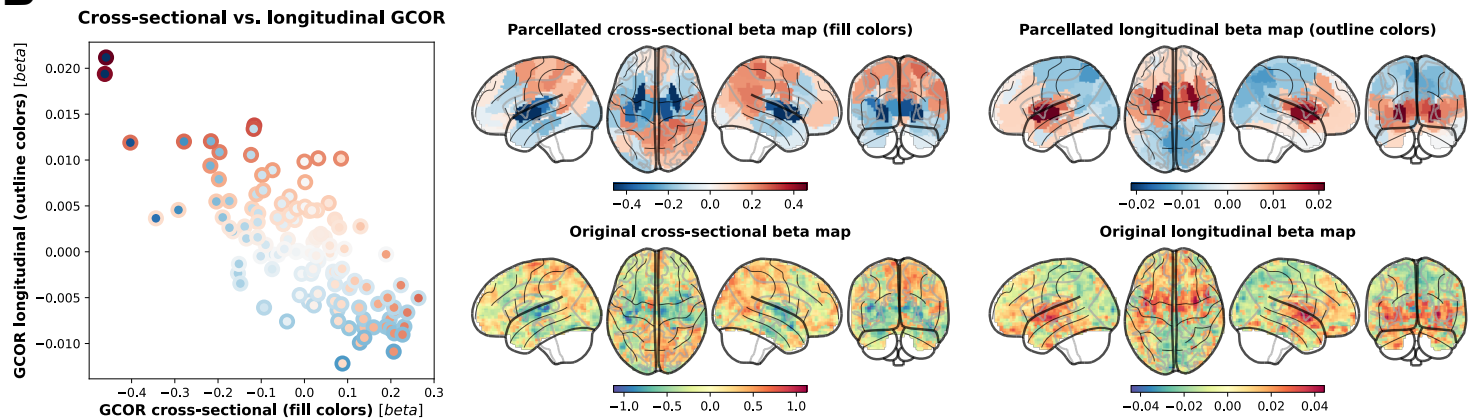 B
Cross-sectional vs. longitudinal GCOR
GCOR longitudinal (outline colors) [beta]
0.020
0.015
0.010
0.005
0.000
−0.005
−0.010
−0.4 −0.3 −0.2 −0.1 0.0 0.1 0.2 0.3
GCOR cross-sectional (fill colors) [beta]
Parcellated cross-sectional beta map (fill colors)
−0.4 −0.2 0.0 0.2 0.4
Parcellated longitudinal beta map (outline colors)
−0.02 −0.01 0.00 0.01 0.02
Original cross-sectional beta map
−1.0 −0.5 0.0 0.5 1.0
Original longitudinal beta map
−0.04 −0.02 0.00 0.02 0.04